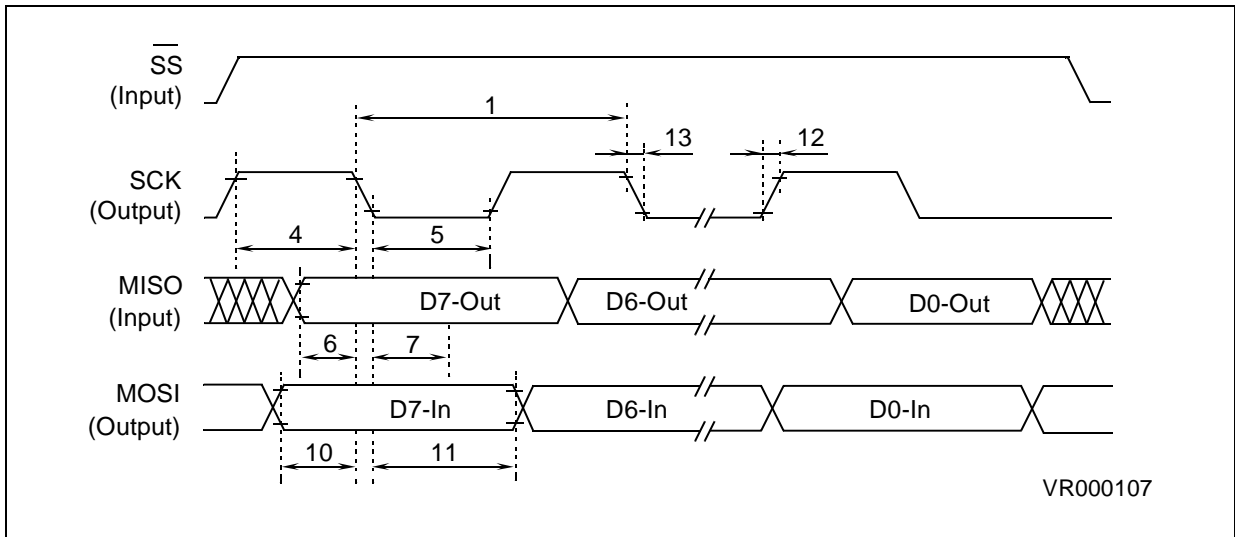 SS
(Input)
1
13
12
SCK
(Output)
4
5
MISO
(Input)
D7-Out
D6-Out
D0-Out
6
7
MOSI
(Output)
D7-In
D6-In
D0-In
10
11
VR000107